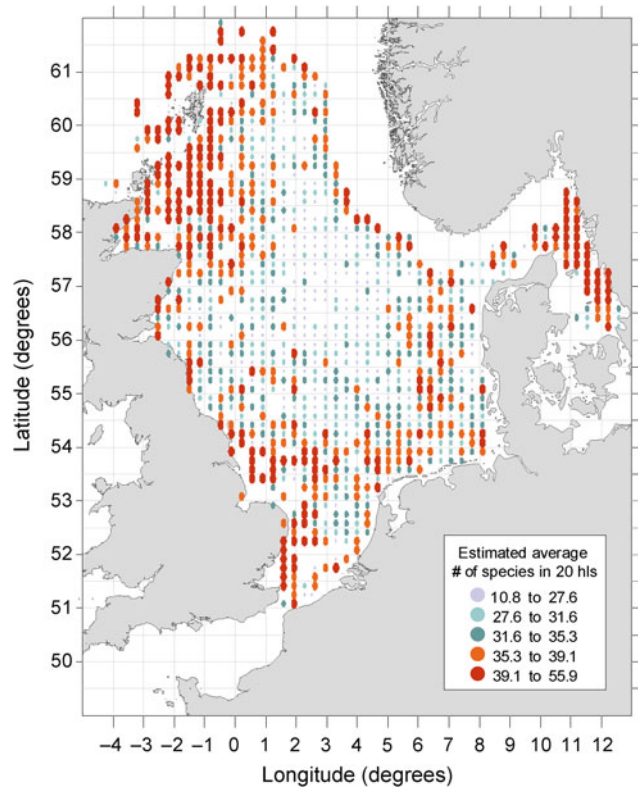 61
60
59
58
57
56
55
54
53
52
51
50
Latitude (degrees)
Estimated average
# of species in 20 hls
10.8 to 27.6
27.6 to 31.6
31.6 to 35.3
35.3 to 39.1
39.1 to 55.9
–4 –3 –2 –1 0 1 2 3 4 5 6 7 8 9 10 11 12
Longitude (degrees)